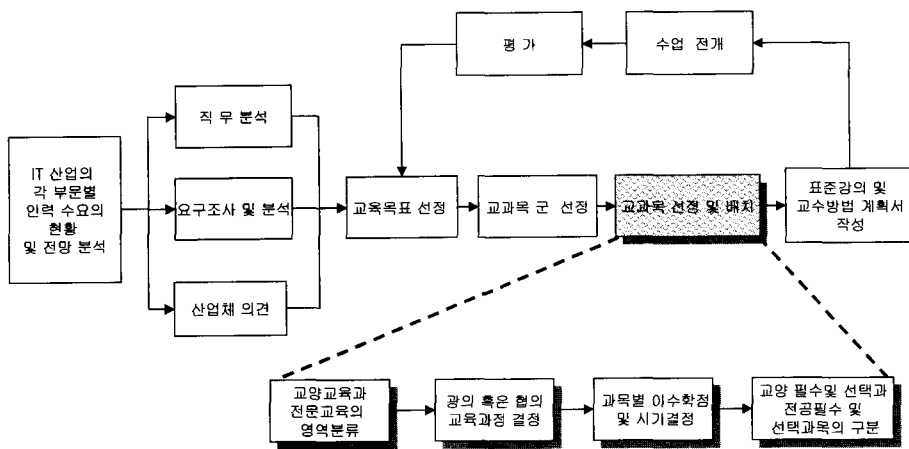 평 가
수업 전개
직 무 분석
IT 산업의
각 부문별
안력 수요의
현황
및 전망 분석
요구조사 및 분석
교육목표 선정
교과목 군 선정
교과목 선정 및 배치
표준강의 및
교수방법 계획서
작성
산업체 의견
교양교육과
전문교육의
영역분류
광의 혹은 협의
교육과정 결정
과목별 이수학점
및 시기결정
교양 필수및 선택과
전공필수 및
선택과목의 구분